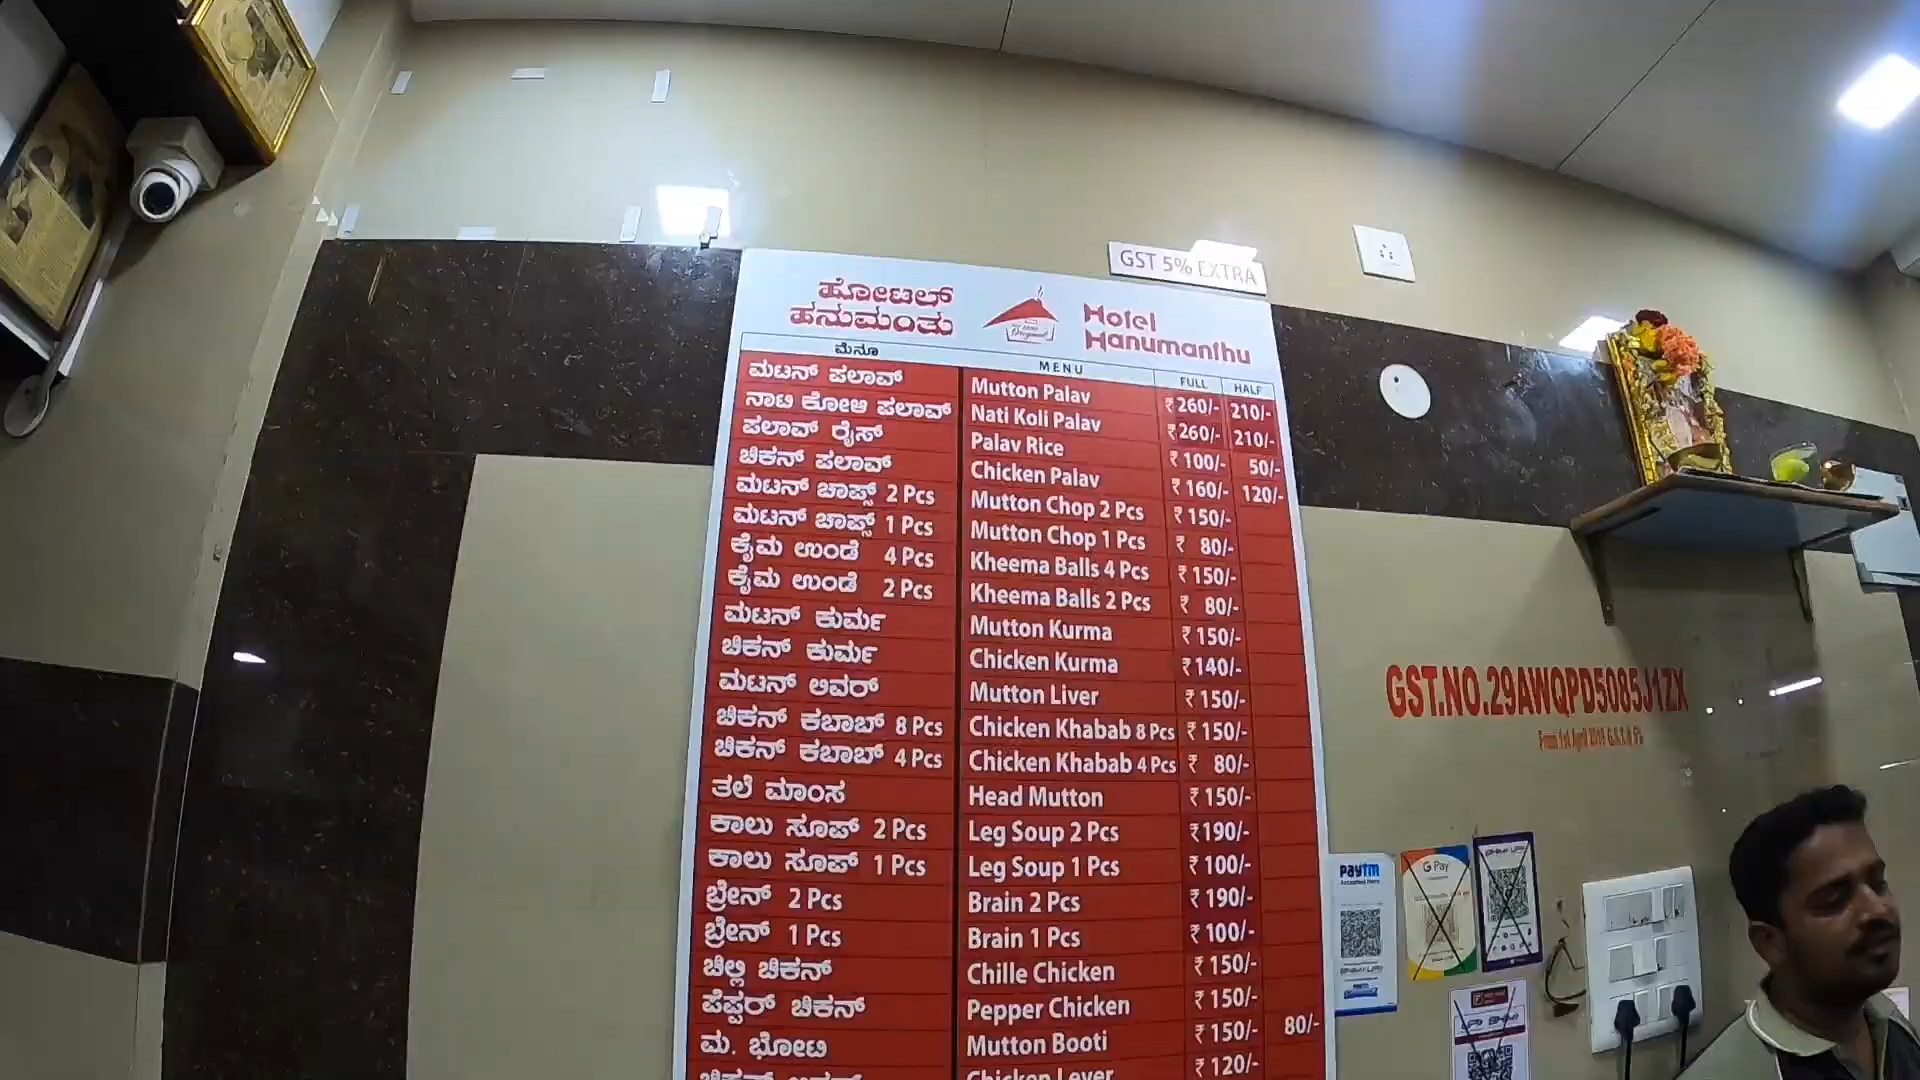 GST 5% EXTRA
ಹೋಟೆಲ್
ಹನುಮಂತು
Hotel
Hanumanthu
ಮೆನೂ MENU FULL HALF
ಮಟನ್ ಪಲಾವ್ Mutton Palav ₹260/- 210/-
ನಾಟಿ ಕೋಳಿ ಪಲಾವ್ Nati Koli Palav ₹260/- 210/-
ಪಲಾವ್ ರೈಸ್ Palav Rice ₹100/- 50/-
ಚಿಕನ್ ಪಲಾವ್ Chicken Palav ₹160/- 120/-
ಮಟನ್ ಚಾಪ್ಸ್ 2 Pcs Mutton Chop 2 Pcs ₹150/-
ಮಟನ್ ಚಾಪ್ಸ್ 1 Pcs Mutton Chop 1 Pcs ₹ 80/-
ಕೈಮ ಉಂಡೆ 4 Pcs Kheema Balls 4 Pcs ₹150/-
ಕೈಮ ಉಂಡೆ 2 Pcs Kheema Balls 2 Pcs ₹ 80/-
ಮಟನ್ ಕುರ್ಮ Mutton Kurma ₹150/-
ಚಿಕನ್ ಕುರ್ಮ Chicken Kurma ₹140/-
ಮಟನ್ ಲಿವರ್ Mutton Liver ₹150/-
ಚಿಕನ್ ಕಬಾಬ್ 8 Pcs Chicken Khabab 8 Pcs ₹150/-
ಚಿಕನ್ ಕಬಾಬ್ 4 Pcs Chicken Khabab 4 Pcs ₹ 80/-
ತಲೆ ಮಾಂಸ Head Mutton ₹150/-
ಕಾಲು ಸೂಪ್ 2 Pcs Leg Soup 2 Pcs ₹190/-
ಕಾಲು ಸೂಪ್ 1 Pcs Leg Soup 1 Pcs ₹100/-
ಬ್ರೇನ್ 2 Pcs Brain 2 Pcs ₹190/-
ಬ್ರೇನ್ 1 Pcs Brain 1 Pcs ₹100/-
ಚಿಲ್ಲಿ ಚಿಕನ್ Chille Chicken ₹150/-
ಪೆಪ್ಪರ್ ಚಿಕನ್ Pepper Chicken ₹150/-
ಮ. ಭೋಟಿ Mutton Booti ₹150/- 80/-
Chicken Lever ₹120/-
GST.NO.29AWQPD5085J1ZX
From 1st April 2019 G.S.T @ 5%
paytm
G Pay